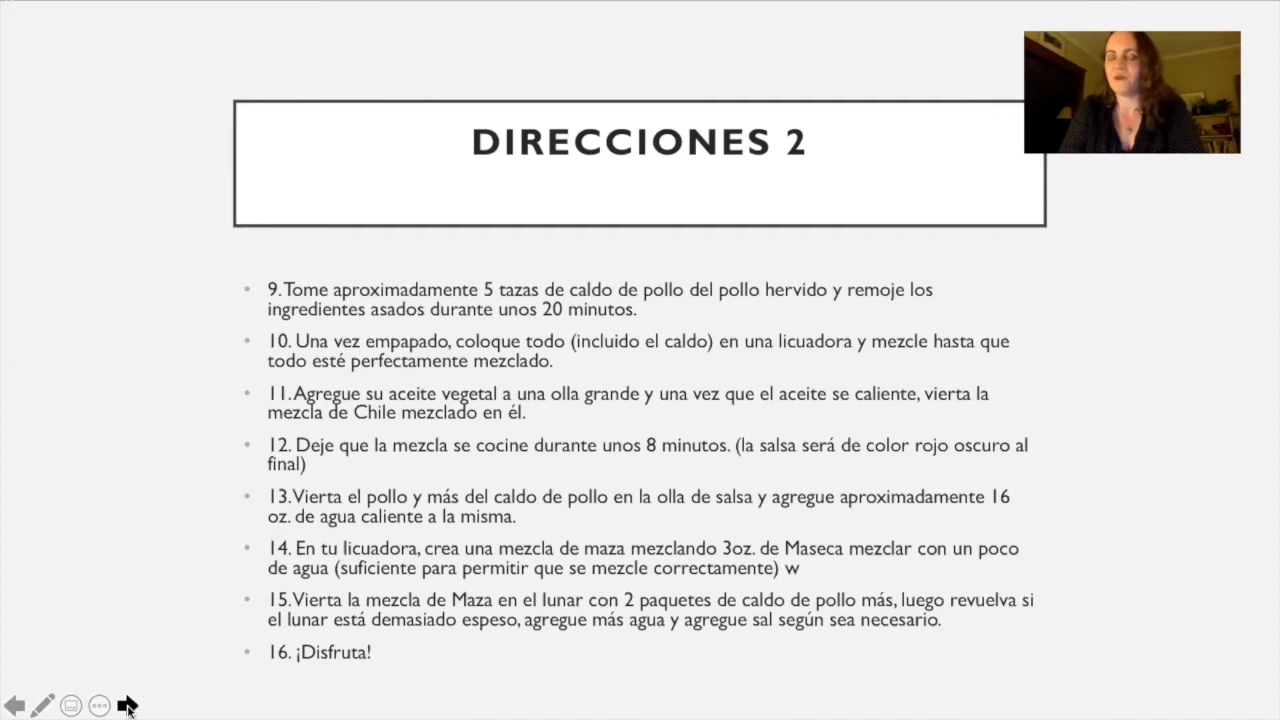 DIRECCIONES 2
• 9. Tome aproximadamente 5 tazas de caldo de pollo del pollo hervido y remoje los
ingredientes asados durante unos 20 minutos.
• 10. Una vez empapado, coloque todo (incluido el caldo) en una licuadora y mezcle hasta que
todo esté perfectamente mezclado.
• 11. Agregue su aceite vegetal a una olla grande y una vez que el aceite se caliente, vierta la
mezcla de Chile mezclado en él.
• 12. Deje que la mezcla se cocine durante unos 8 minutos. (la salsa será de color rojo oscuro al
final)
• 13. Vierta el pollo y más del caldo de pollo en la olla de salsa y agregue aproximadamente 16
oz. de agua caliente a la misma.
• 14. En tu licuadora, crea una mezcla de maza mezclando 3oz. de Maseca mezclar con un poco
de agua (suficiente para permitir que se mezcle correctamente) w
• 15. Vierta la mezcla de Maza en el lunar con 2 paquetes de caldo de pollo más, luego revuelva si
el lunar está demasiado espeso, agregue más agua y agregue sal según sea necesario.
• 16. ¡Disfruta!